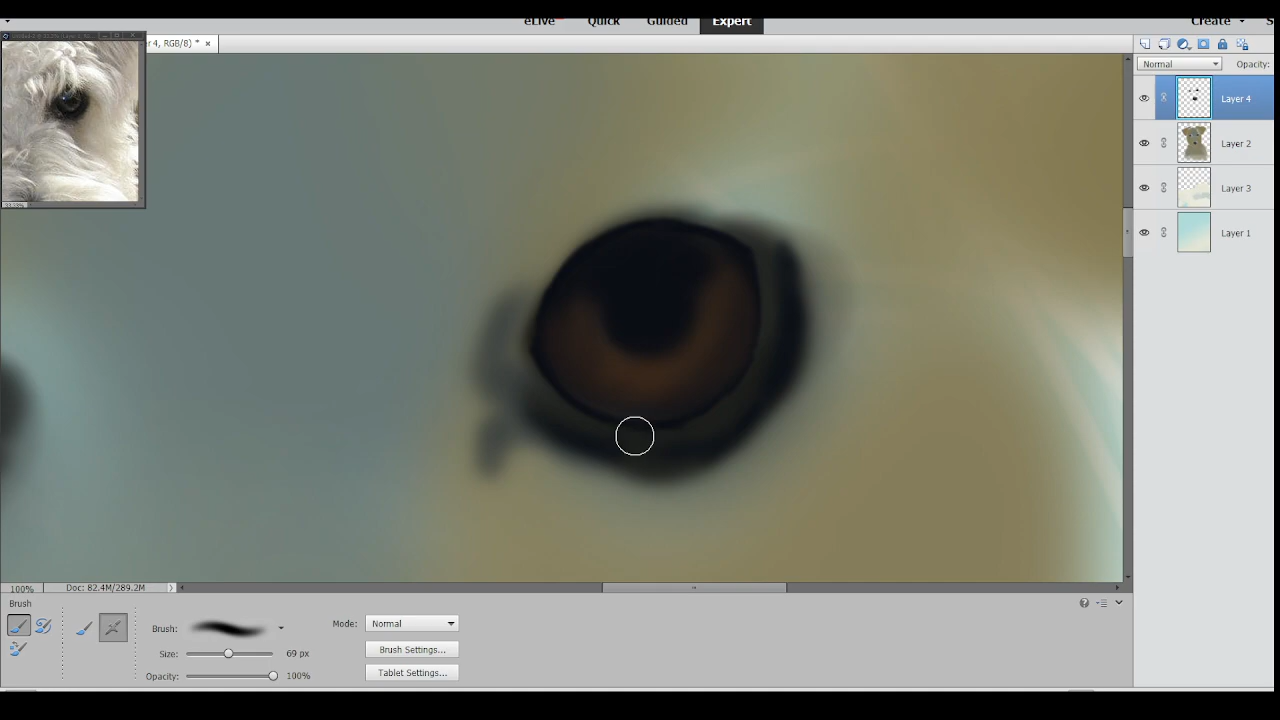 eLive Quick Guided Expert Create
er 4, RGB/8) * ×
Normal Opacity:
Layer 4
Layer 2
Layer 3
Layer 1
100% Doc: 82.4M/289.2M
Brush
Brush: Mode: Normal
Size: 69 px Brush Settings...
Opacity: 100% Tablet Settings...